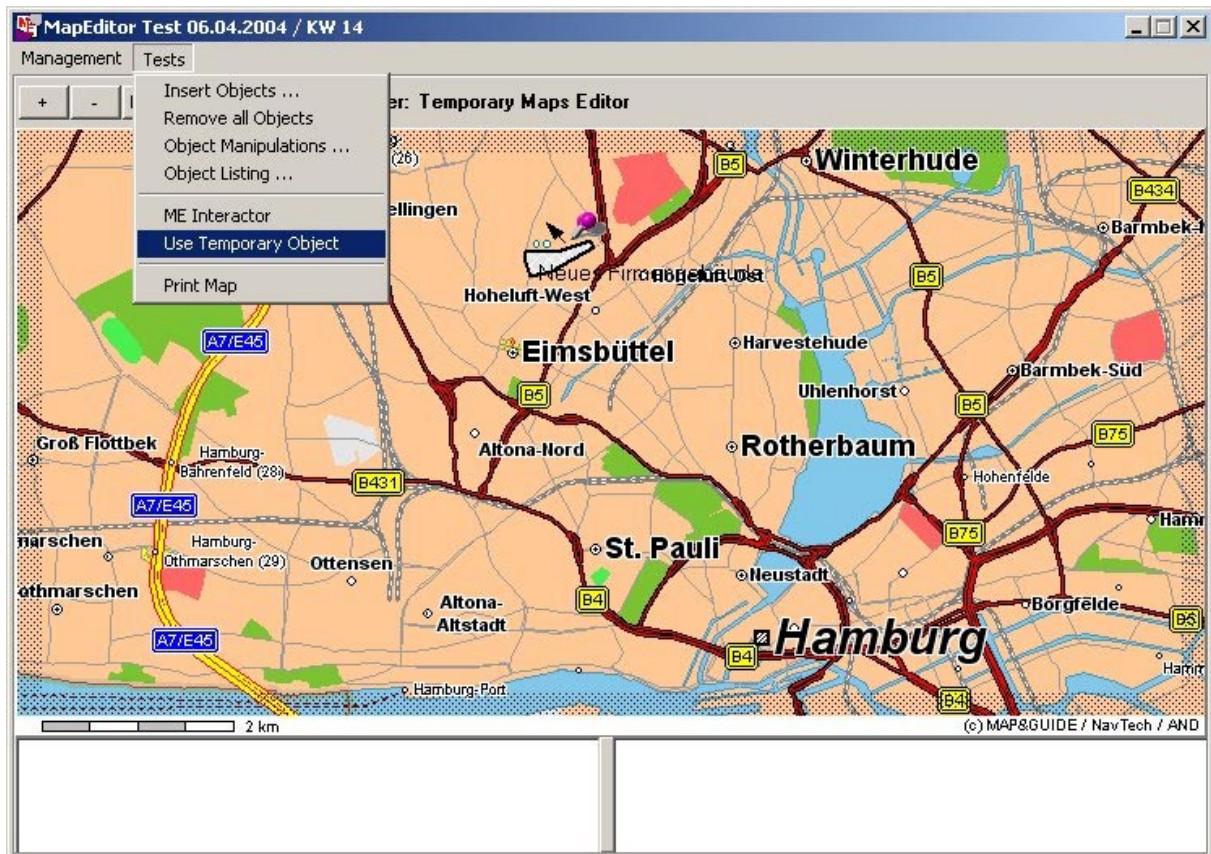 MapEditor Test 06.04.2004 / KW 14
Management Tests
+ -
er: Temporary Maps Editor
Insert Objects ...
Remove all Objects
Object Manipulations ...
Object Listing ...
ME Interactor
Use Temporary Object
Print Map
(26)
ellingen
B5
Winterhude
B434
Barmbek-
Neues Firmengebäude
Hoheluft-Ost
B5
Hoheluft-West
A7/E45
Eimsbüttel
Harvestehude
Barmbek-Süd
Uhlenhorst
B5
B5
B75
Groß Flottbek
Hamburg-
Bahrenfeld (28)
Altona-Nord
Rotherbaum
Hohenfelde
B431
A7/E45
B75
Hamm
marschen
Hamburg-
Othmarschen (29)
Ottensen
St. Pauli
Neustadt
othmarschen
Altona-
Altstadt
B4
Borgfelde
B5
A7/E45
B4
Hamburg
Hamm
Hamburg-Port
B4
2 km
(c) MAP&GUIDE / NavTech / AND